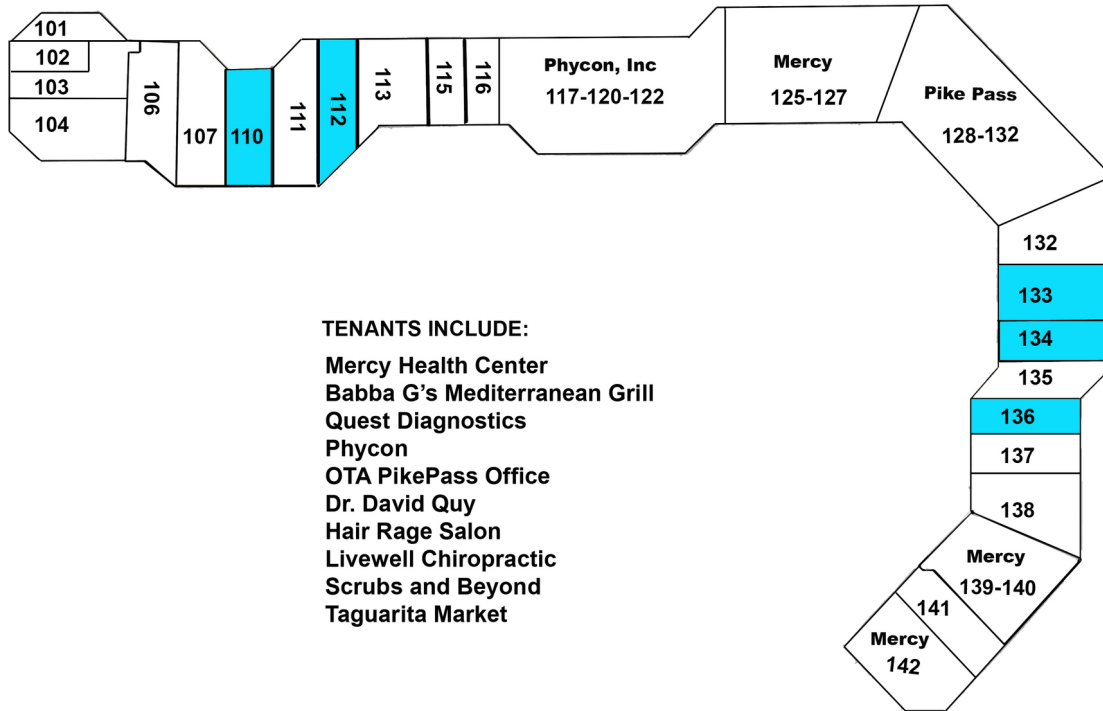 101
102
103
104
106
107
110
111
112
113
115
116
Phycon, Inc
117-120-122
Mercy
125-127
Pike Pass
128-132
132
133
134
135
136
137
138
Mercy
139-140
141
Mercy
142
TENANTS INCLUDE:
Mercy Health Center
Babba G’s Mediterranean Grill
Quest Diagnostics
Phycon
OTA PikePass Office
Dr. David Quy
Hair Rage Salon
Livewell Chiropractic
Scrubs and Beyond
Taguarita Market